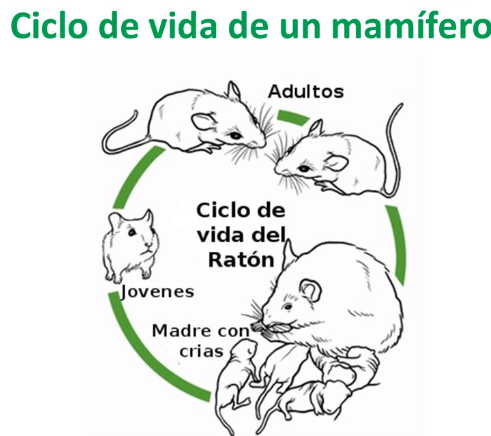 Ciclo de vida de un mamífero
Adultos
Ciclo de
vida del
Ratón
Jovenes
Madre con
crias